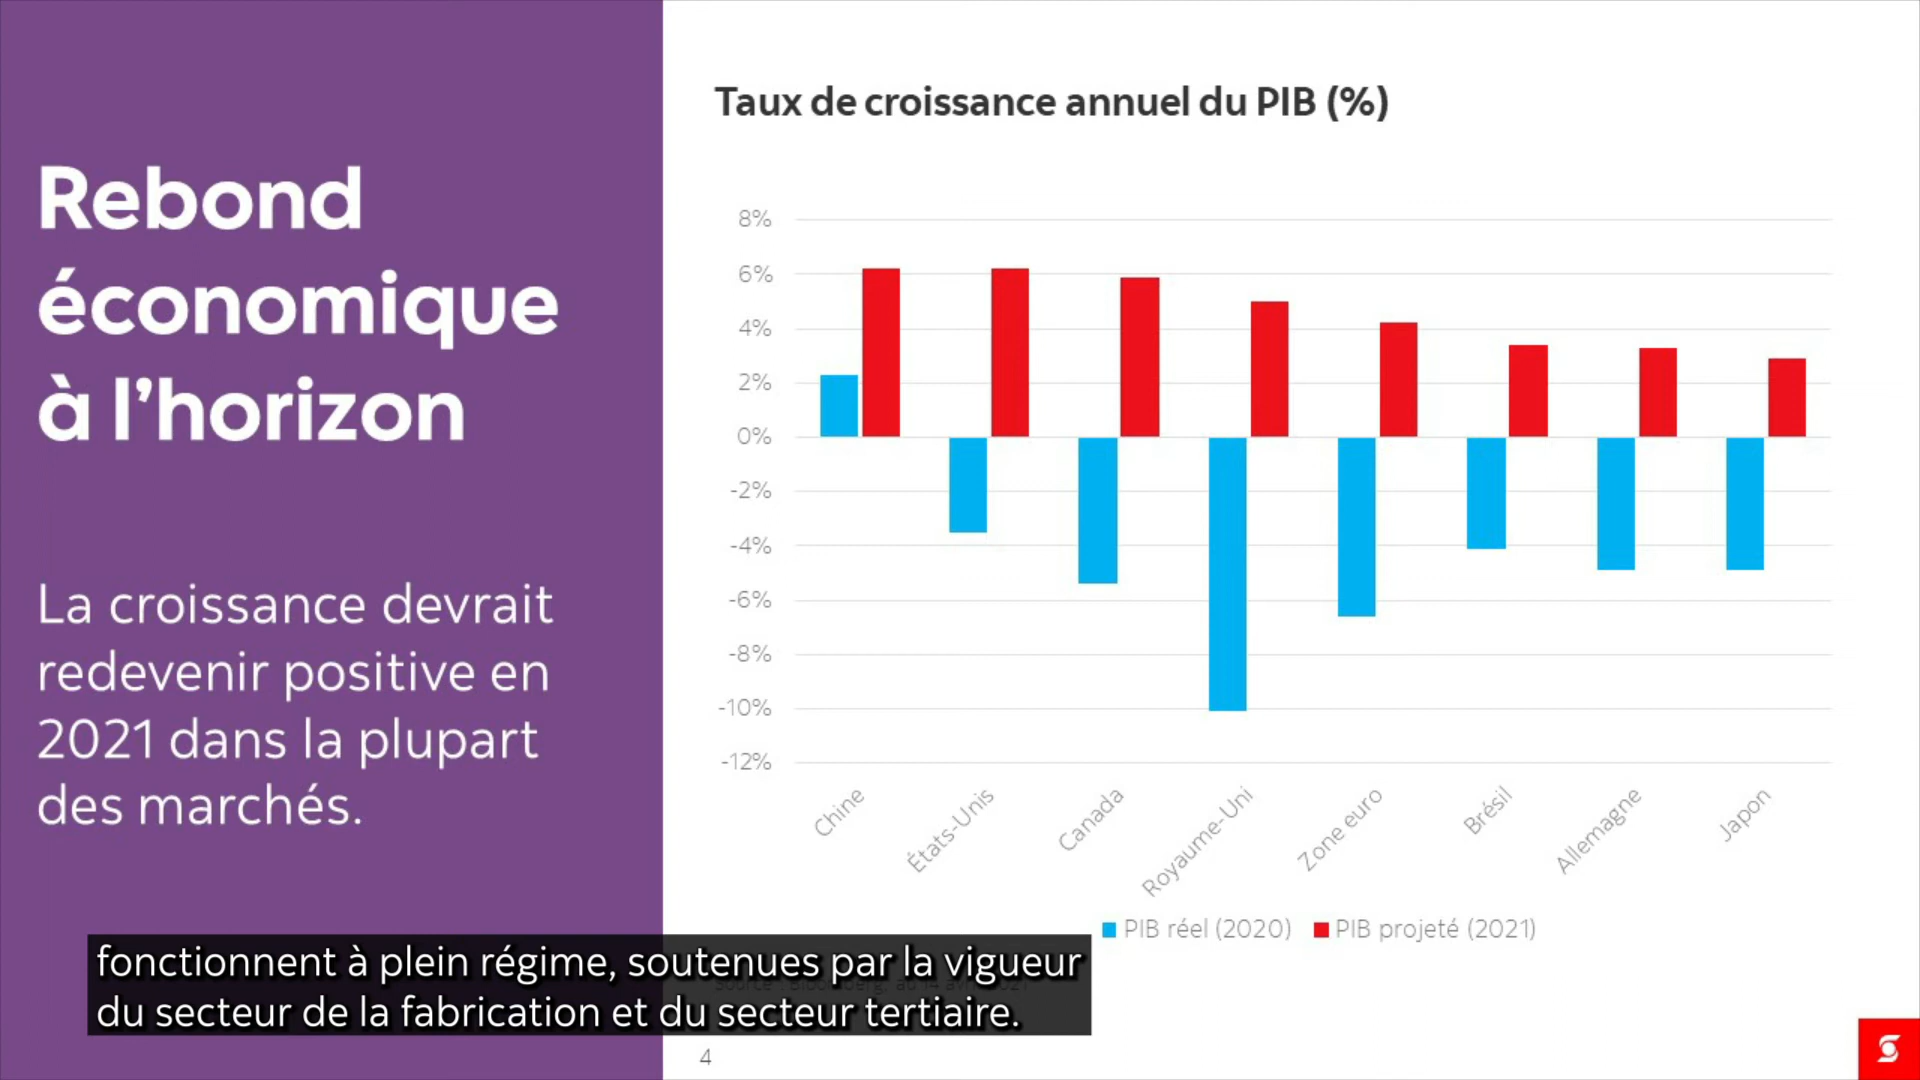 Rebond
économique
à l'horizon
La croissance devrait
redevenir positive en
2021 dans la plupart
des marchés.
Taux de croissance annuel du PIB (%)
8%
6%
4%
2%
0%
-2%
-4%
-6%
-8%
-10%
-12%
Chine
États-Unis
Canada
Royaume-Uni
Zone euro
Brésil
Allemagne
Japon
PIB réel (2020)
PIB projeté (2021)
fonctionnent à plein régime, soutenues par la vigueur
du secteur de la fabrication et du secteur tertiaire.
4